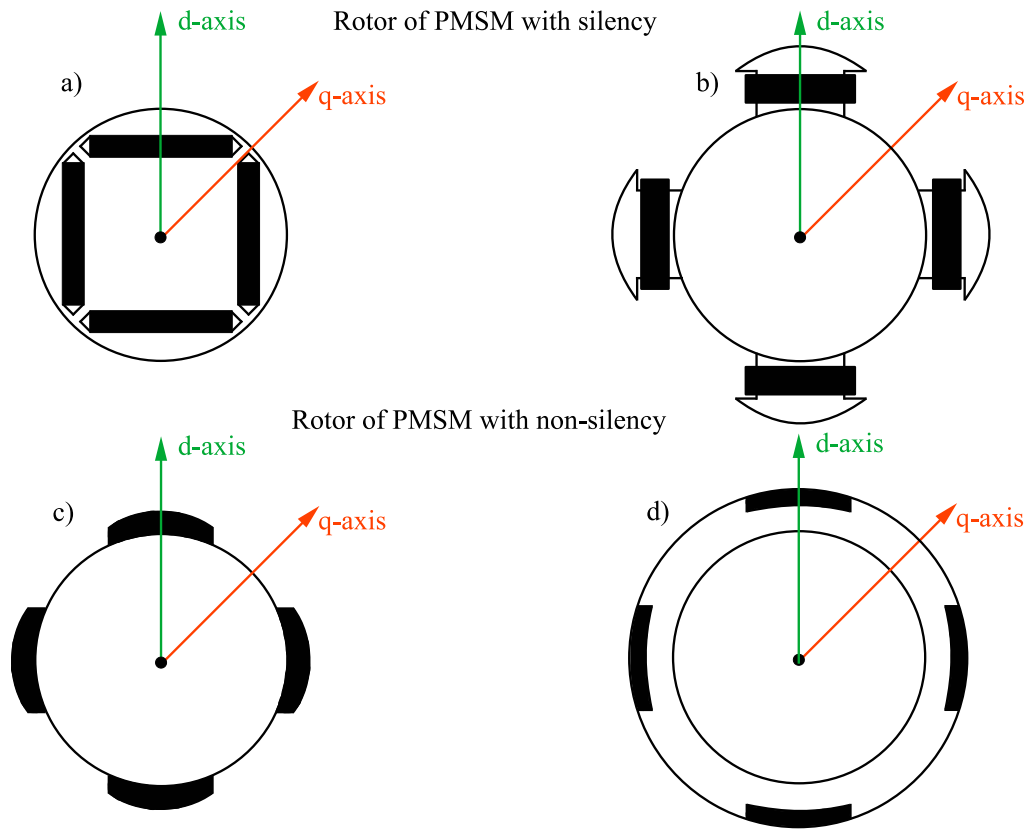 Rotor of PMSM with silency
d-axis
a)
q-axis
d-axis
b)
q-axis
Rotor of PMSM with non-silency
d-axis
c)
q-axis
d-axis
d)
q-axis